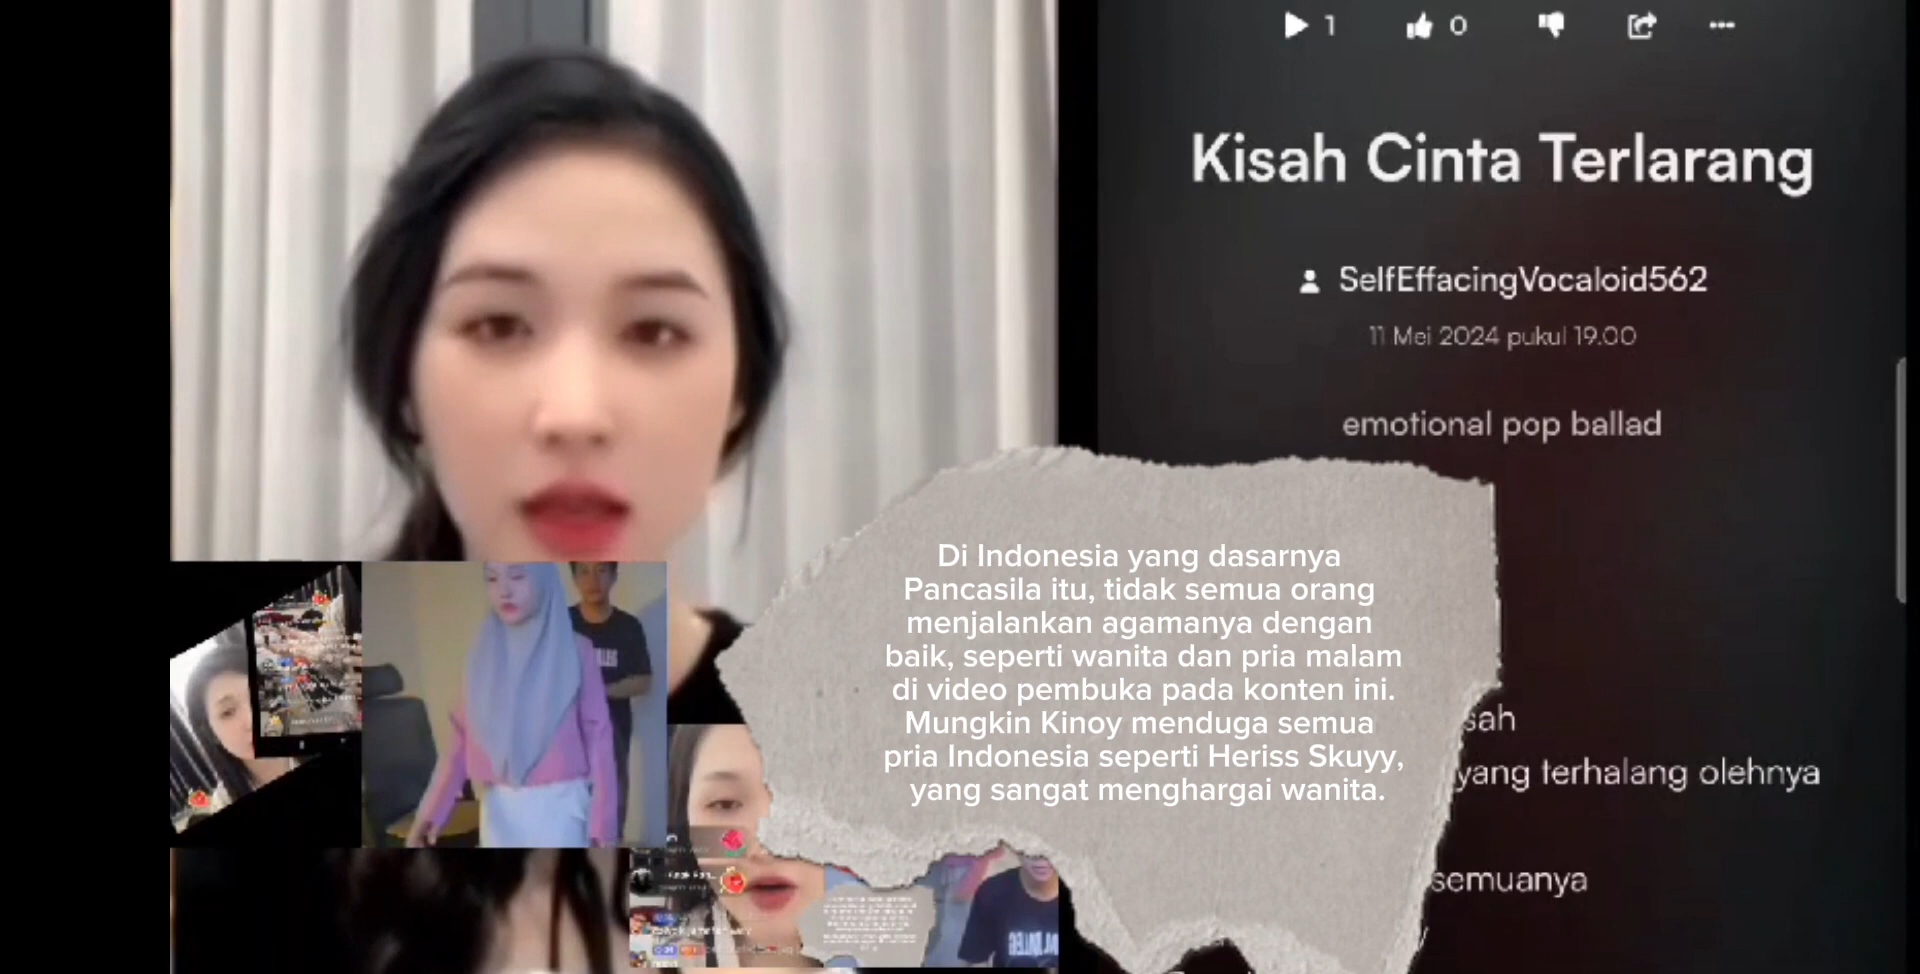 1
0
Kisah Cinta Terlarang
SelfEffacingVocaloid562
11 Mei 2024 pukul 19.00
emotional pop ballad
Di Indonesia yang dasarnya
Pancasila itu, tidak semua orang
menjalankan agamanya dengan
baik, seperti wanita dan pria malam
di video pembuka pada konten ini.
Mungkin Kinoy menduga semua
pria Indonesia seperti Heriss Skuyy,
yang sangat menghargai wanita.
yang terhalang olehnya
semuanya